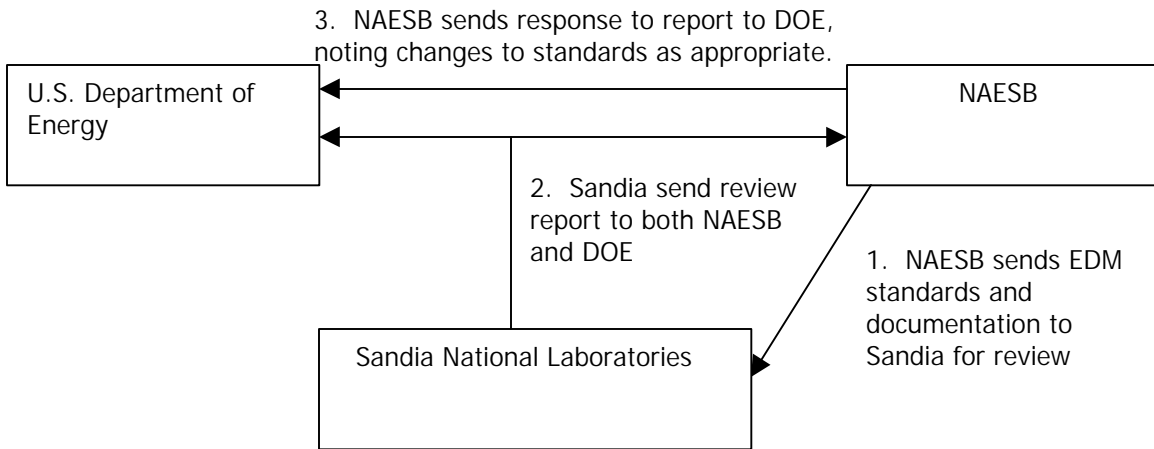 3.  NAESB sends response to report to DOE,
noting changes to standards as appropriate.
U.S. Department of
Energy
NAESB
2.  Sandia send review
report to both NAESB
and DOE
1.  NAESB sends EDM
standards and
documentation to
Sandia for review
Sandia National Laboratories